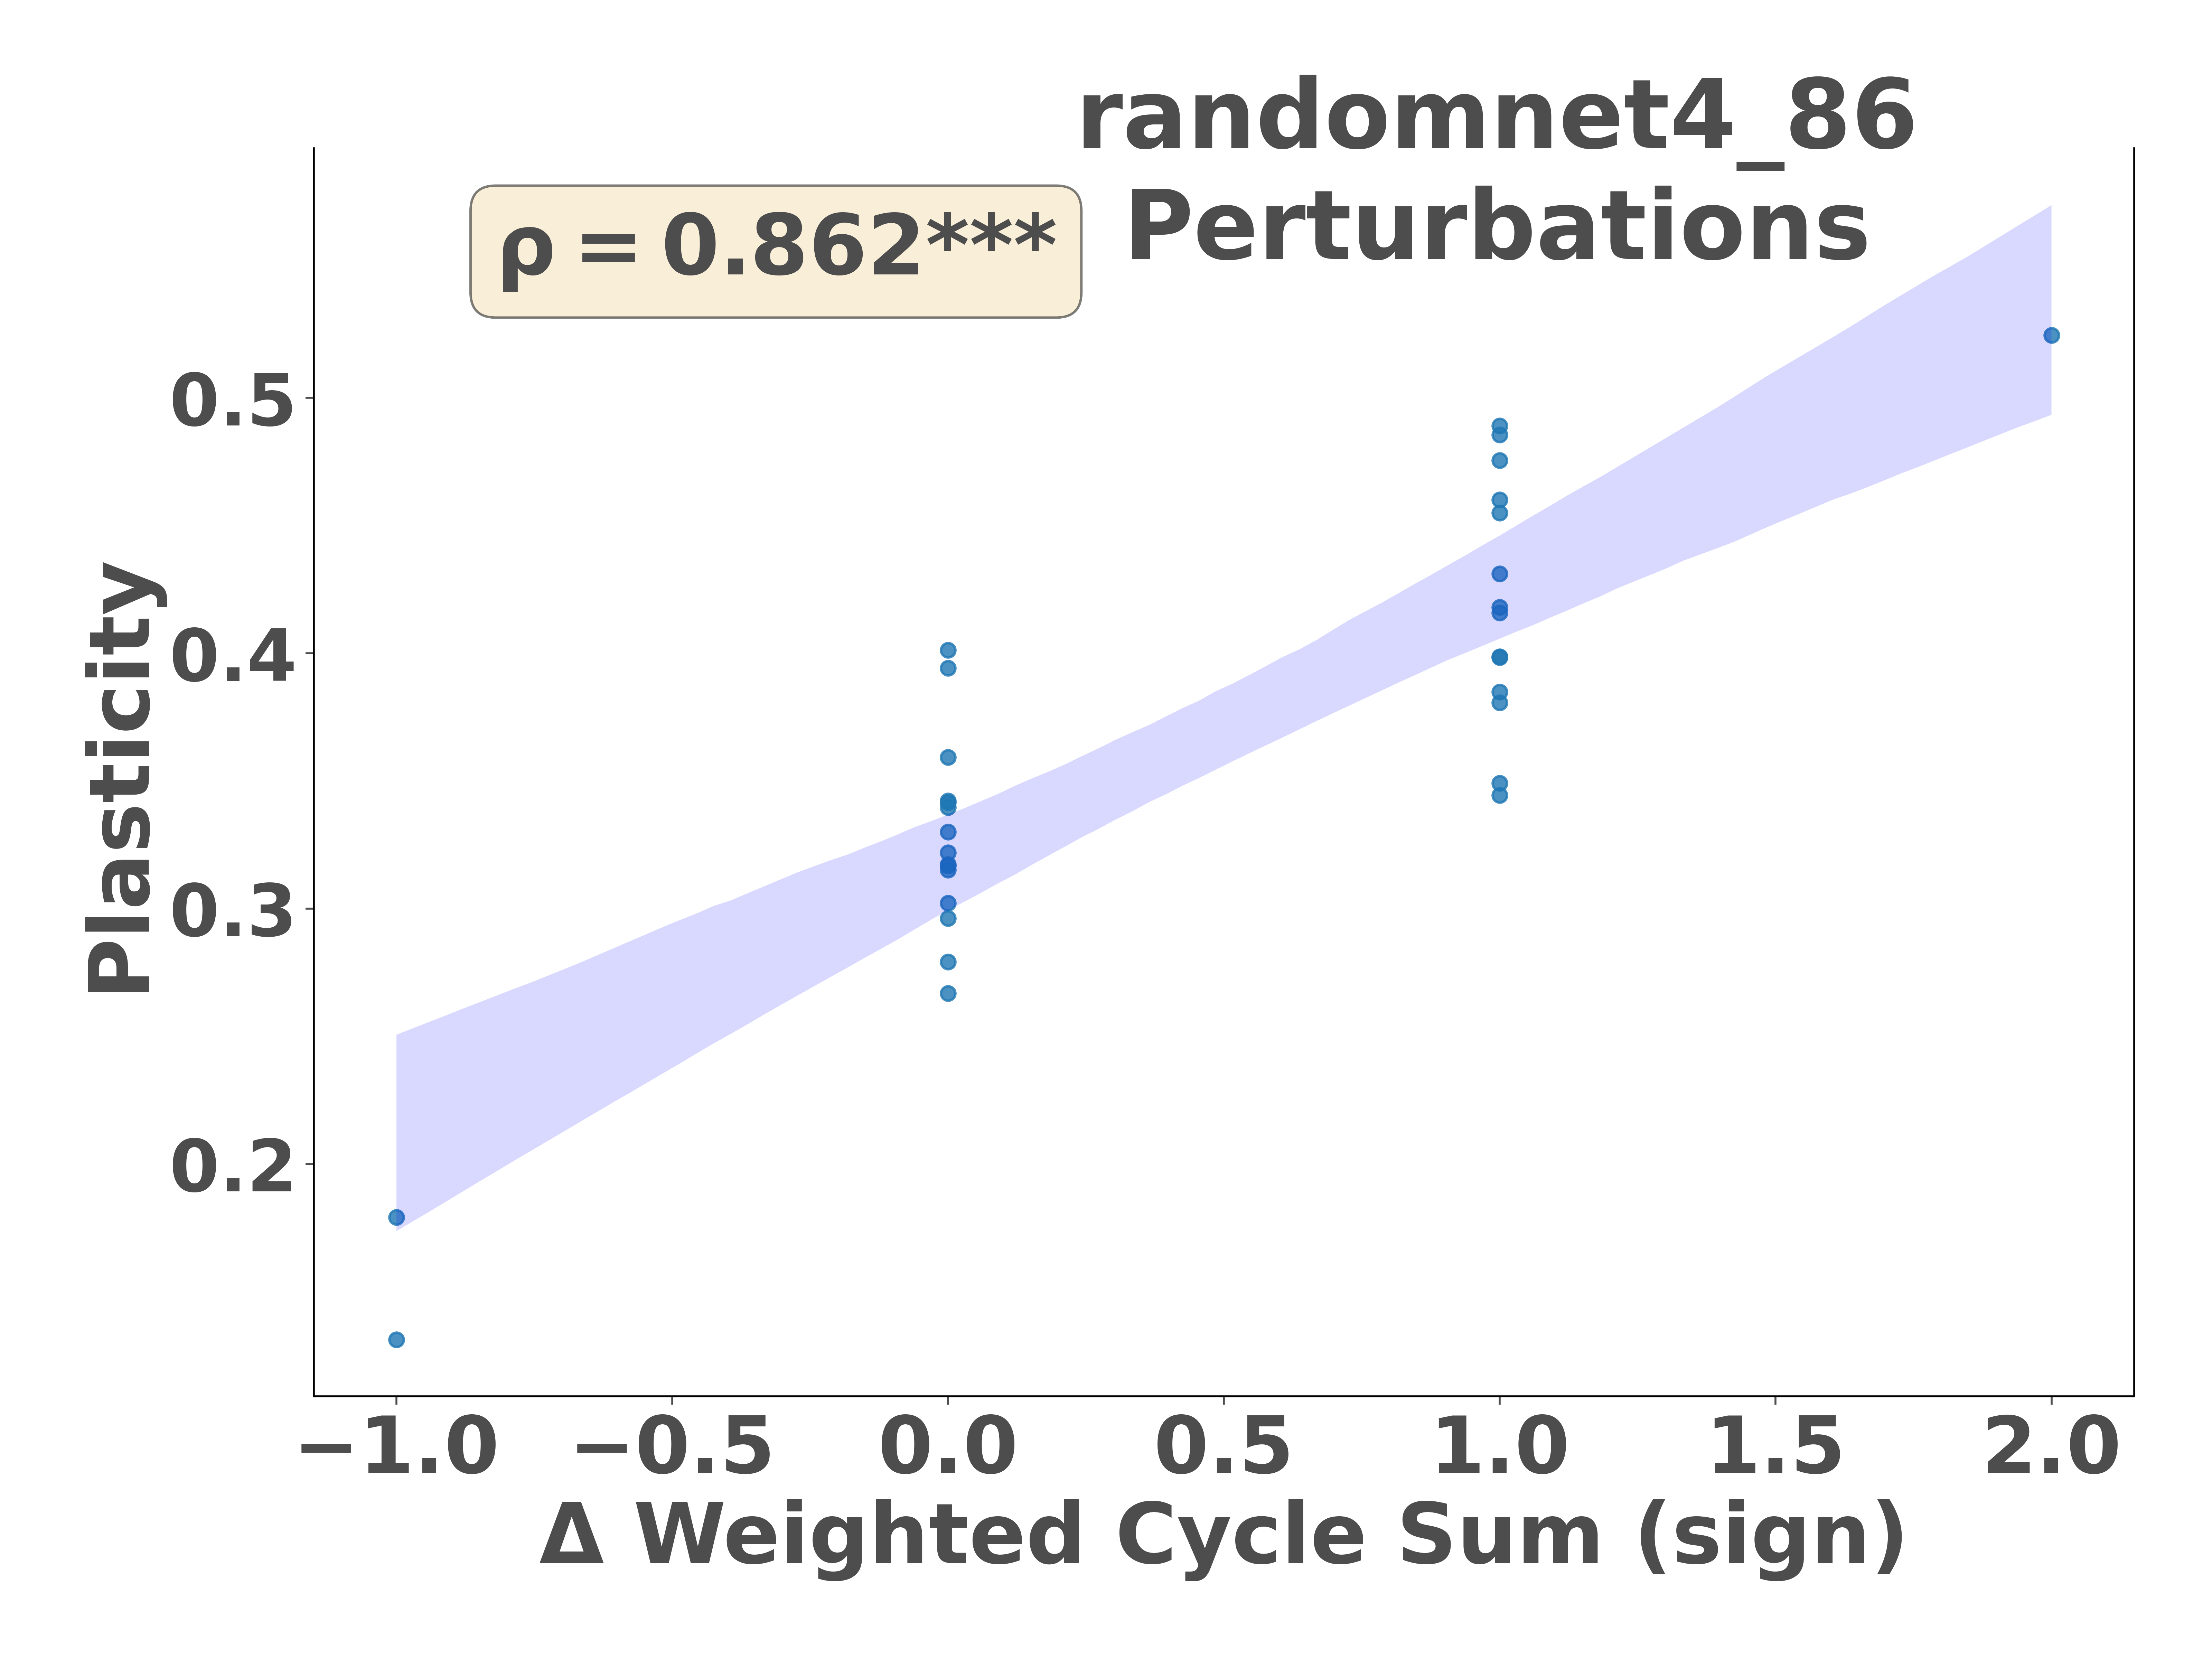 randomnet4_86
Perturbations
ρ = 0.862***
Plasticity
0.5
0.4
0.3
0.2
−1.0 −0.5 0.0 0.5 1.0 1.5 2.0
Δ Weighted Cycle Sum (sign)